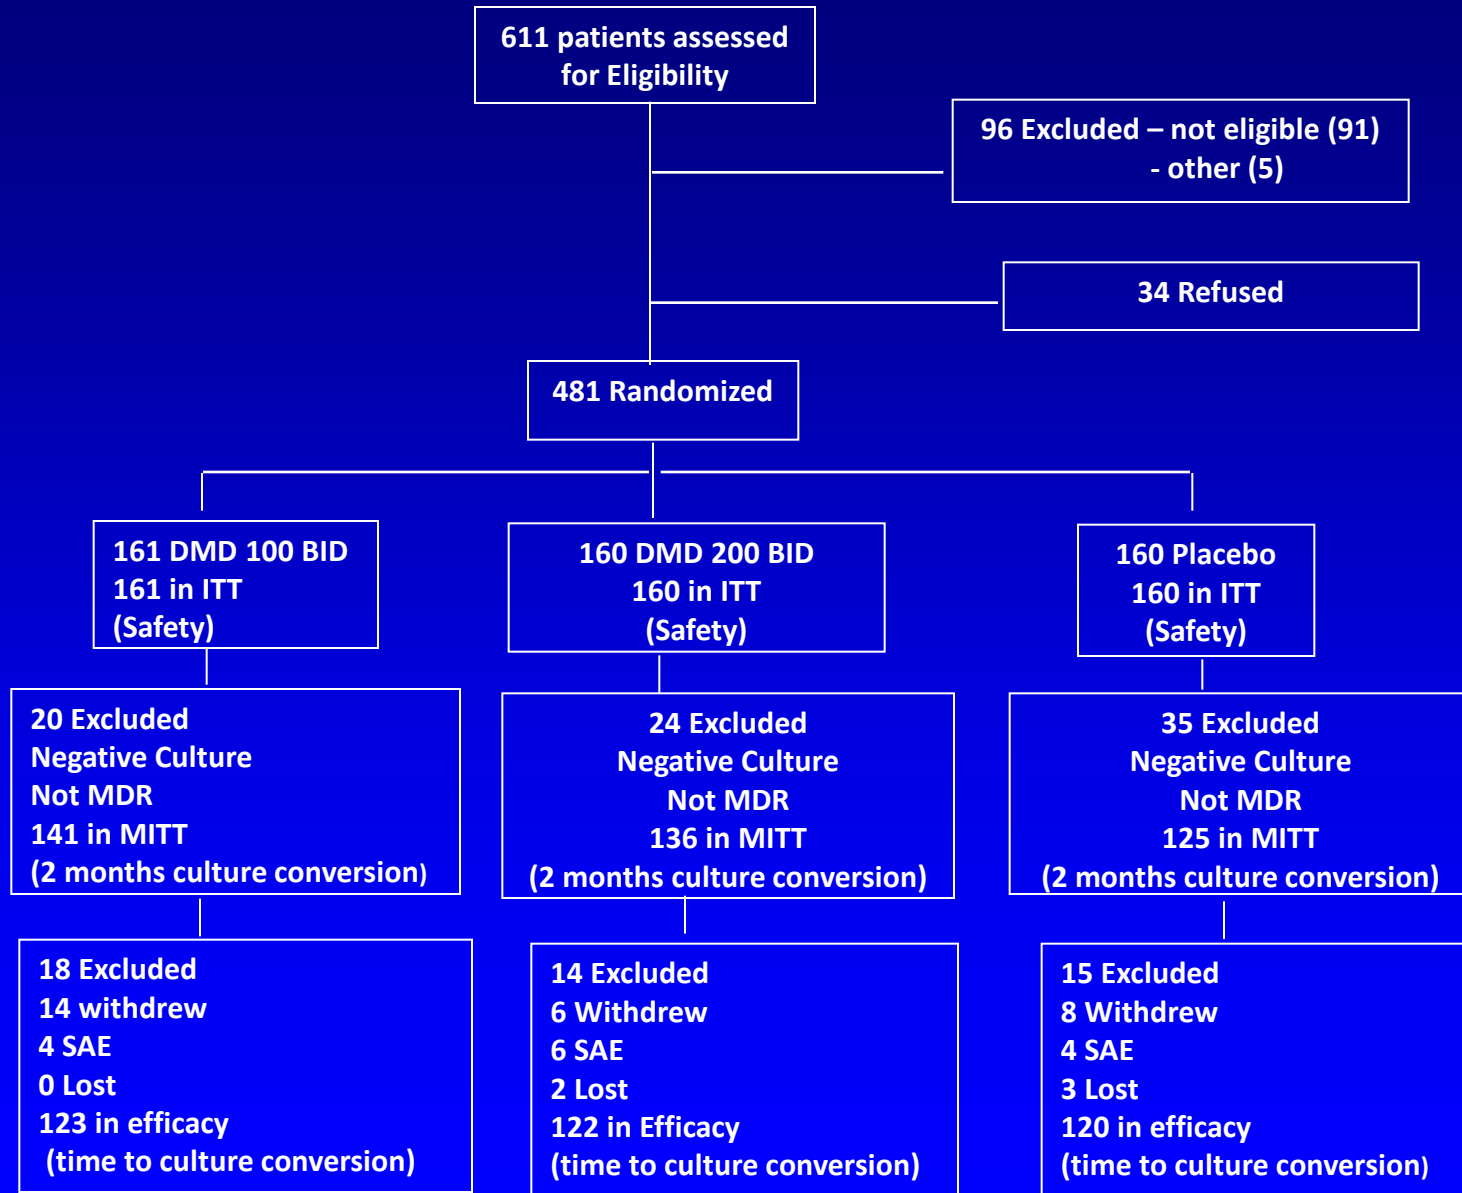 611 patients assessed
for Eligibility
96 Excluded – not eligible (91)
- other (5)
34 Refused
481 Randomized
161 DMD 100 BID
161 in ITT
(Safety)
160 DMD 200 BID
160 in ITT
(Safety)
160 Placebo
160 in ITT
(Safety)
20 Excluded
Negative Culture
Not MDR
141 in MITT
(2 months culture conversion)
24 Excluded
Negative Culture
Not MDR
136 in MITT
(2 months culture conversion)
35 Excluded
Negative Culture
Not MDR
125 in MITT
(2 months culture conversion)
18 Excluded
14 withdrew
4 SAE
0 Lost
123 in efficacy
(time to culture conversion)
14 Excluded
6 Withdrew
6 SAE
2 Lost
122 in Efficacy
(time to culture conversion)
15 Excluded
8 Withdrew
4 SAE
3 Lost
120 in efficacy
(time to culture conversion)